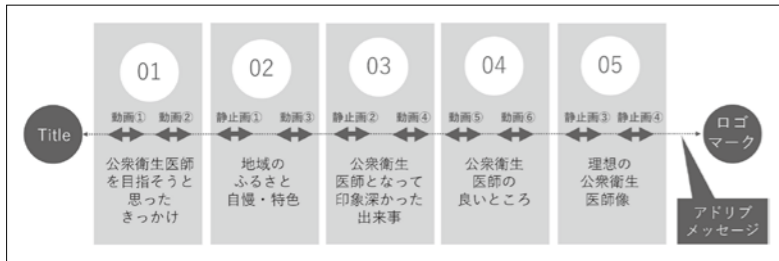 01
02
03
04
05
動画①
動画②
静止画①
動画③
静止画②
動画④
動画⑤
動画⑥
静止画③
静止画④
Title
ロゴ
マーク
公衆衛生医師
を目指そうと
思った
きっかけ
地域の
ふるさと
自慢・特色
公衆衛生
医師となって
印象深かった
出来事
公衆衛生
医師の
良いところ
理想の
公衆衛生
医師像
アドリブ
メッセージ